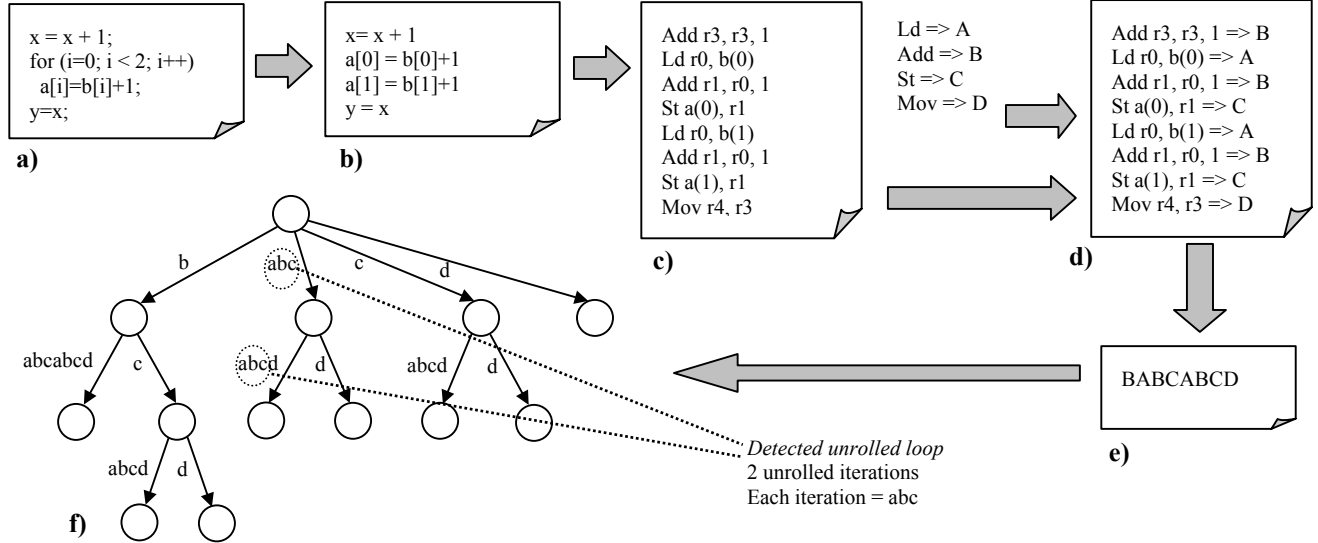 x = x + 1;
for (i=0; i < 2; i++)
a[i]=b[i]+1;
y=x;
a)
x= x + 1
a[0] = b[0]+1
a[1] = b[1]+1
y = x
b)
Add r3, r3, 1
Ld r0, b(0)
Add r1, r0, 1
St a(0), r1
Ld r0, b(1)
Add r1, r0, 1
St a(1), r1
Mov r4, r3
c)
Ld => A
Add => B
St => C
Mov => D
Add r3, r3, 1 => B
Ld r0, b(0) => A
Add r1, r0, 1 => B
St a(0), r1 => C
Ld r0, b(1) => A
Add r1, r0, 1 => B
St a(1), r1 => C
Mov r4, r3 => D
d)
BABCABCD
e)
b
abc
c
d
abcabcd
c
abcd
d
abcd
d
abcd
d
Detected unrolled loop
2 unrolled iterations
Each iteration = abc
f)